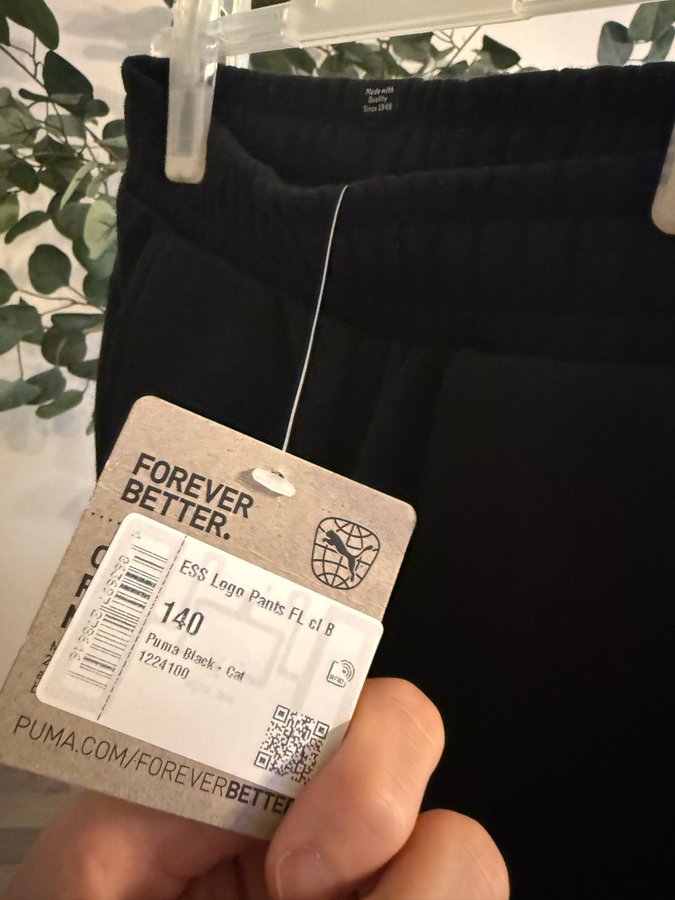 Made with
Quality
Since 1948
FOREVER
BETTER.
ESS Logo Pants FL cl B
140
Puma Black - Cat
1224100
RFID
PUMA.COM/FOREVERBETTER